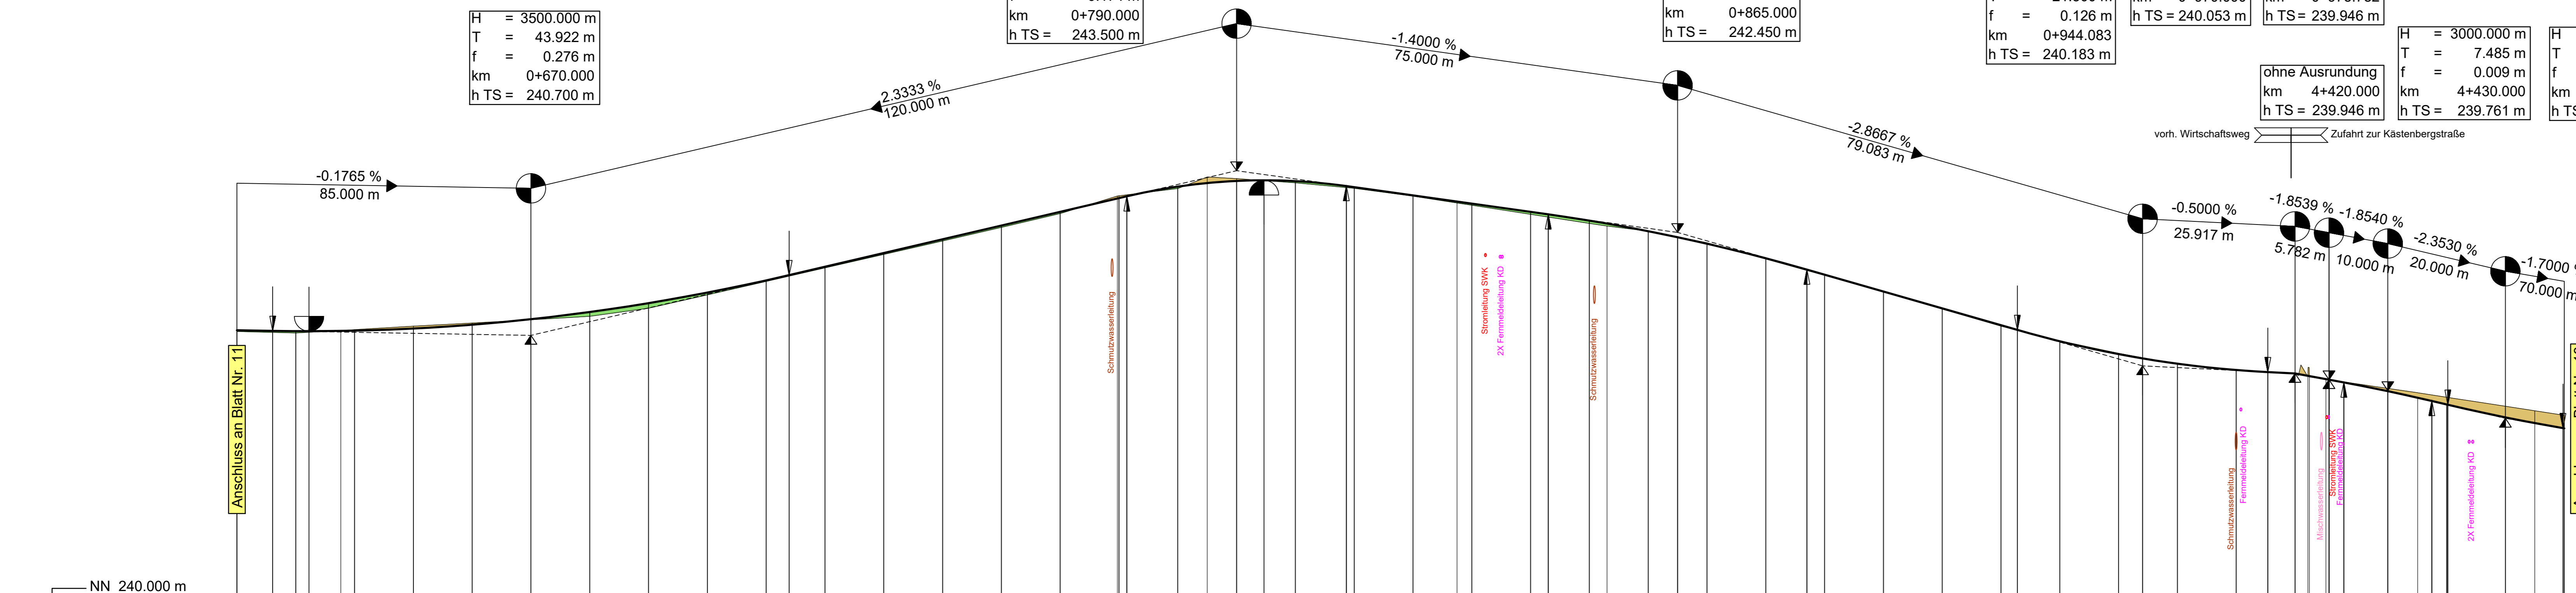 H = 3500.000 m
T = 43.922 m
f = 0.276 m
km 0+670.000
h TS = 240.700 m
km 0+790.000
h TS = 243.500 m
km 0+865.000
h TS = 242.450 m
f = 0.126 m
km 0+944.083
h TS = 240.183 m
h TS = 240.053 m
h TS = 239.946 m
ohne Ausrundung
km 4+420.000
h TS = 239.946 m
H = 3000.000 m
T = 7.485 m
f = 0.009 m
km 4+430.000
h TS = 239.761 m
H
T
f
km
vorh. Wirtschaftsweg
Zufahrt zur Kästenbergstraße
-0.1765 %
85.000 m
2.3333 %
120.000 m
-1.4000 %
75.000 m
-2.8667 %
79.083 m
-0.5000 %
25.917 m
-1.8539 %
5.782 m
-1.8540 %
10.000 m
-2.3530 %
20.000 m
-1.7000 %
70.000 m
Anschluss an Blatt Nr. 11
Schmutzwasserleitung
Stromleitung SWK
2X Fernmeldeleitung KD
Schmutzwasserleitung
Schmutzwasserleitung
Fernmeldeleitung KD
Mischwasserleitung
Stromleitung SWK
Fernmeldeleitung KD
2X Fernmeldeleitung KD
NN 240.000 m